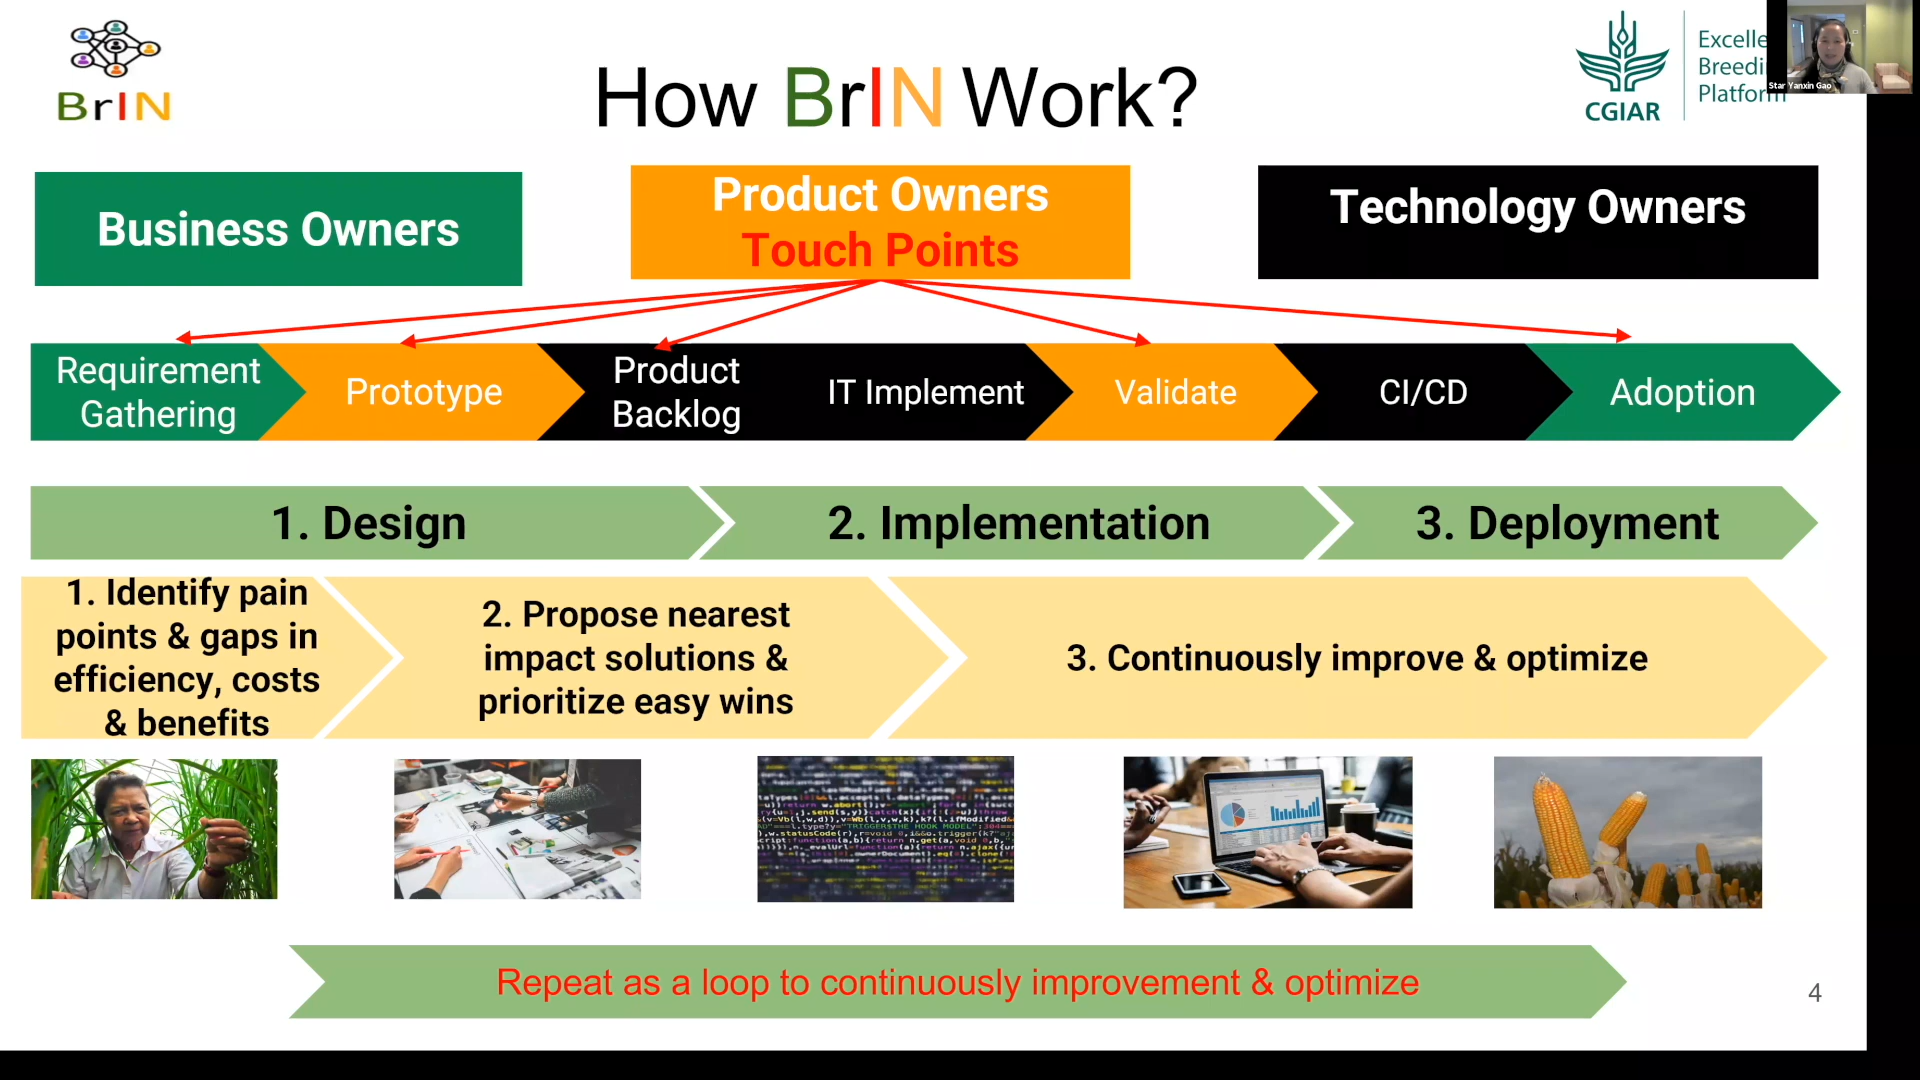 BrIN
How BrIN Work?
CGIAR
Excelle
Breedi
Platform
Star Yanxin Gao
Business Owners
Product Owners
Touch Points
Technology Owners
Requirement
Gathering
Prototype
Product
Backlog
IT Implement
Validate
CI/CD
Adoption
1. Design
2. Implementation
3. Deployment
1. Identify pain
points & gaps in
efficiency, costs
& benefits
2. Propose nearest
impact solutions &
prioritize easy wins
3. Continuously improve & optimize
Repeat as a loop to continuously improvement & optimize
4